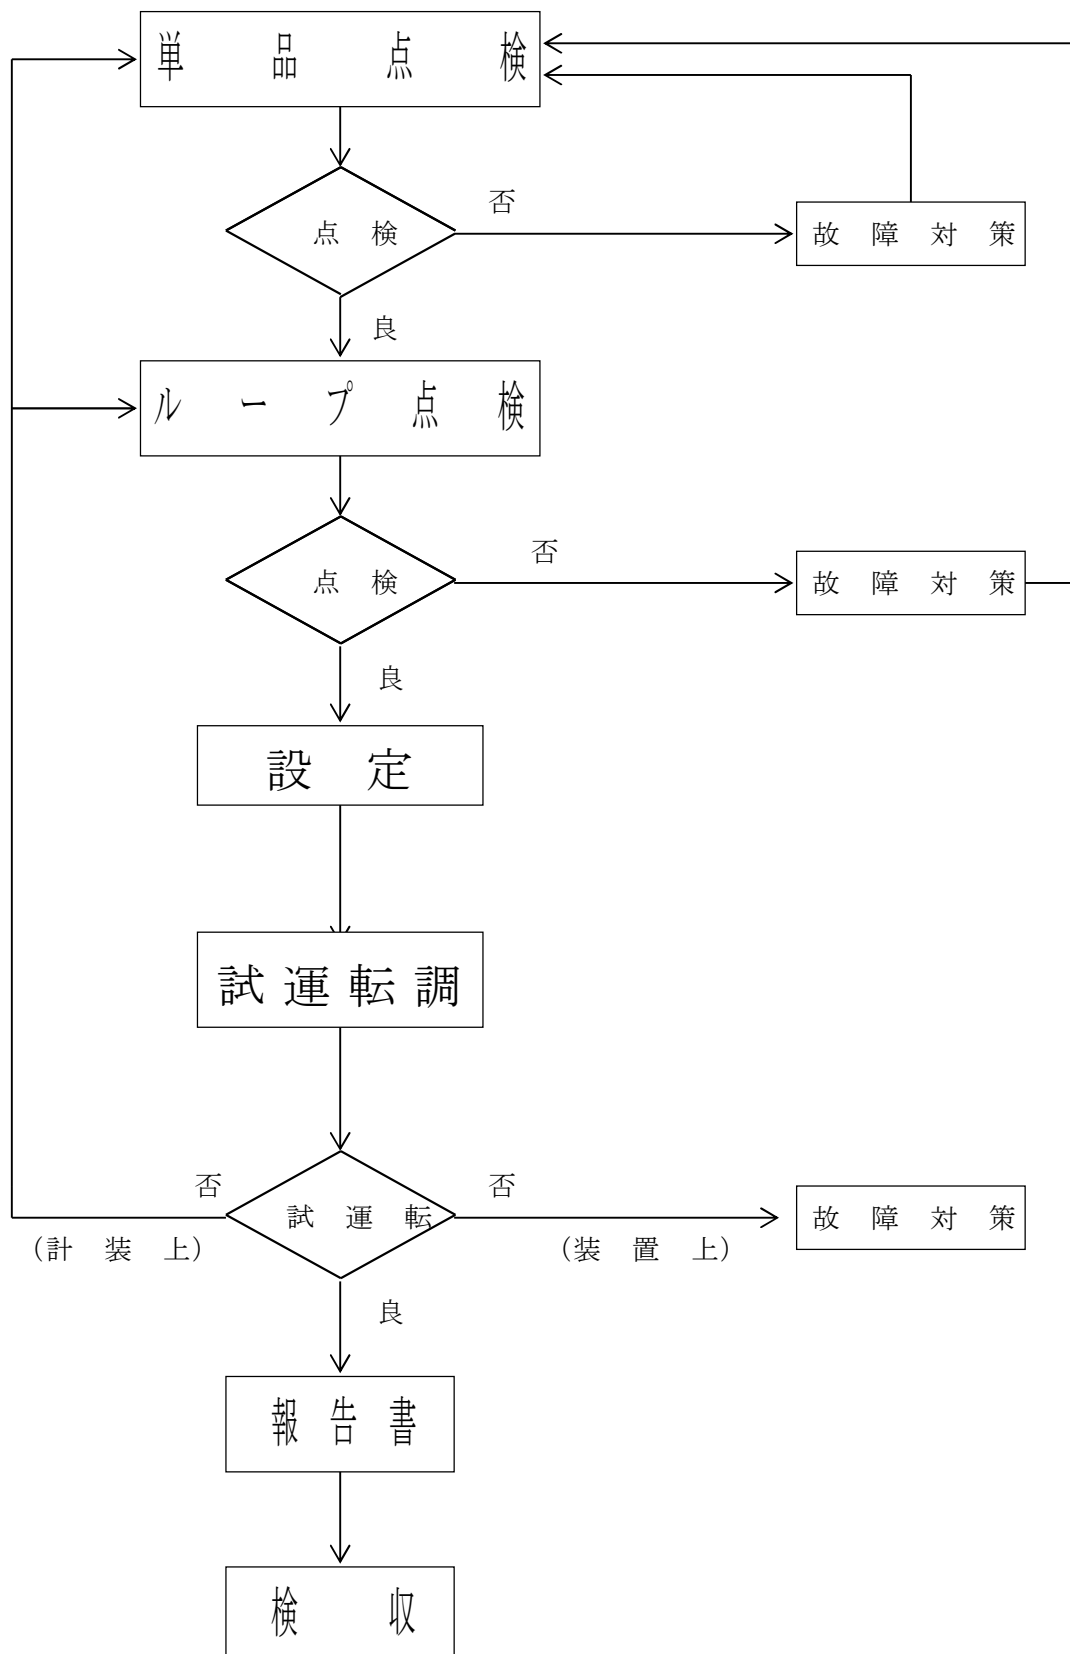 単品点検
否
点検
故障対策
良
ループ点検
否
点検
故障対策
良
設定
試運転調
否
否
試運転
故障対策
(計装上)
(装置上)
良
報告書
検収